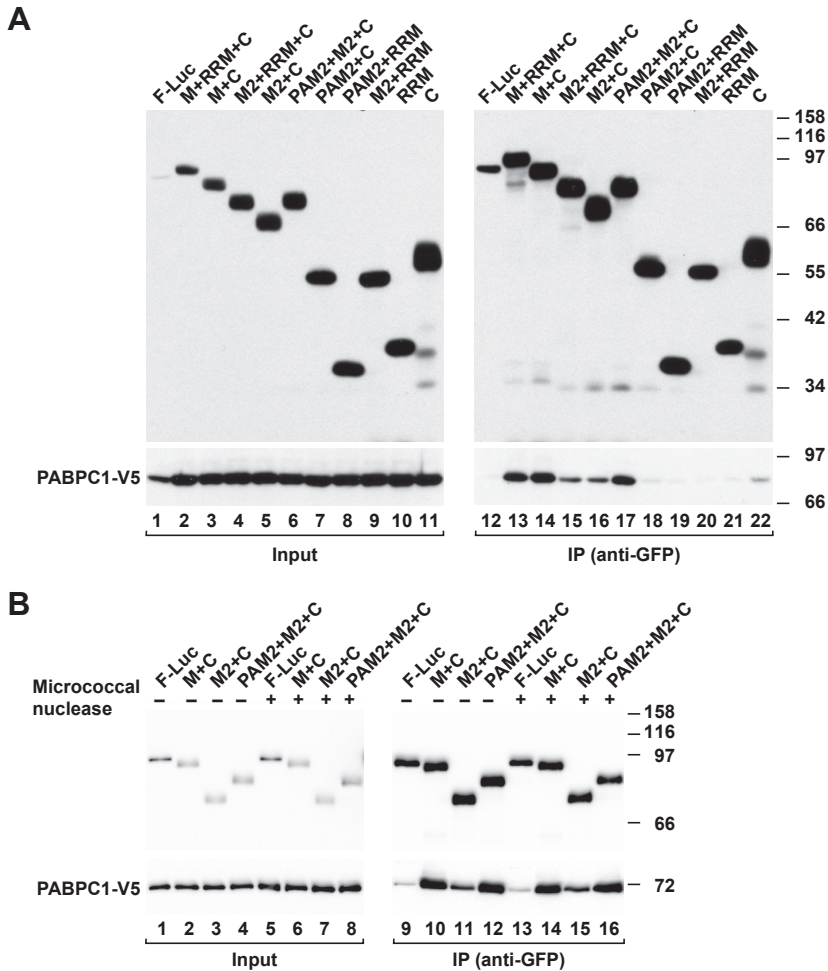 A
F-Luc M+RRM+C M+C M2+RRM+C M2+C PAM2+M2+C PAM2+C PAM2+RRM M2+RRM RRM C
F-Luc M+RRM+C M+C M2+RRM+C M2+C PAM2+M2+C PAM2+C PAM2+RRM M2+RRM RRM C
158
116
97
66
55
42
34
PABPC1-V5
97
66
1 2 3 4 5 6 7 8 9 10 11 12 13 14 15 16 17 18 19 20 21 22
Input IP (anti-GFP)
B
F-Luc M+C M2+C PAM2+M2+C F-Luc M+C M2+C PAM2+M2+C F-Luc M+C M2+C PAM2+M2+C F-Luc M+C M2+C PAM2+M2+C
Micrococcal − − − − + + + + − − − − + + + +
nuclease
158
116
97
66
PABPC1-V5 72
1 2 3 4 5 6 7 8 9 10 11 12 13 14 15 16
Input IP (anti-GFP)